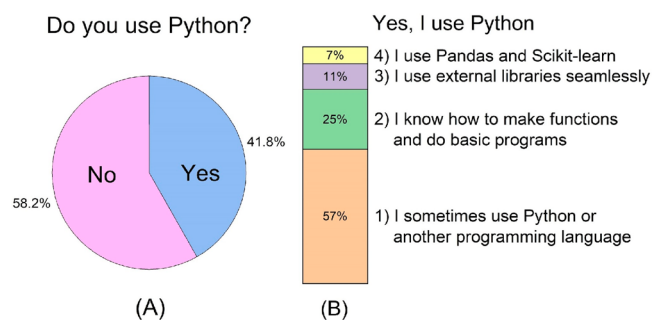 Do you use Python?
No
Yes
41.8%
58.2%
(A)
Yes, I use Python
7%
4) I use Pandas and Scikit-learn
11%
3) I use external libraries seamlessly
25%
2) I know how to make functions
and do basic programs
57%
1) I sometimes use Python or
another programming language
(B)